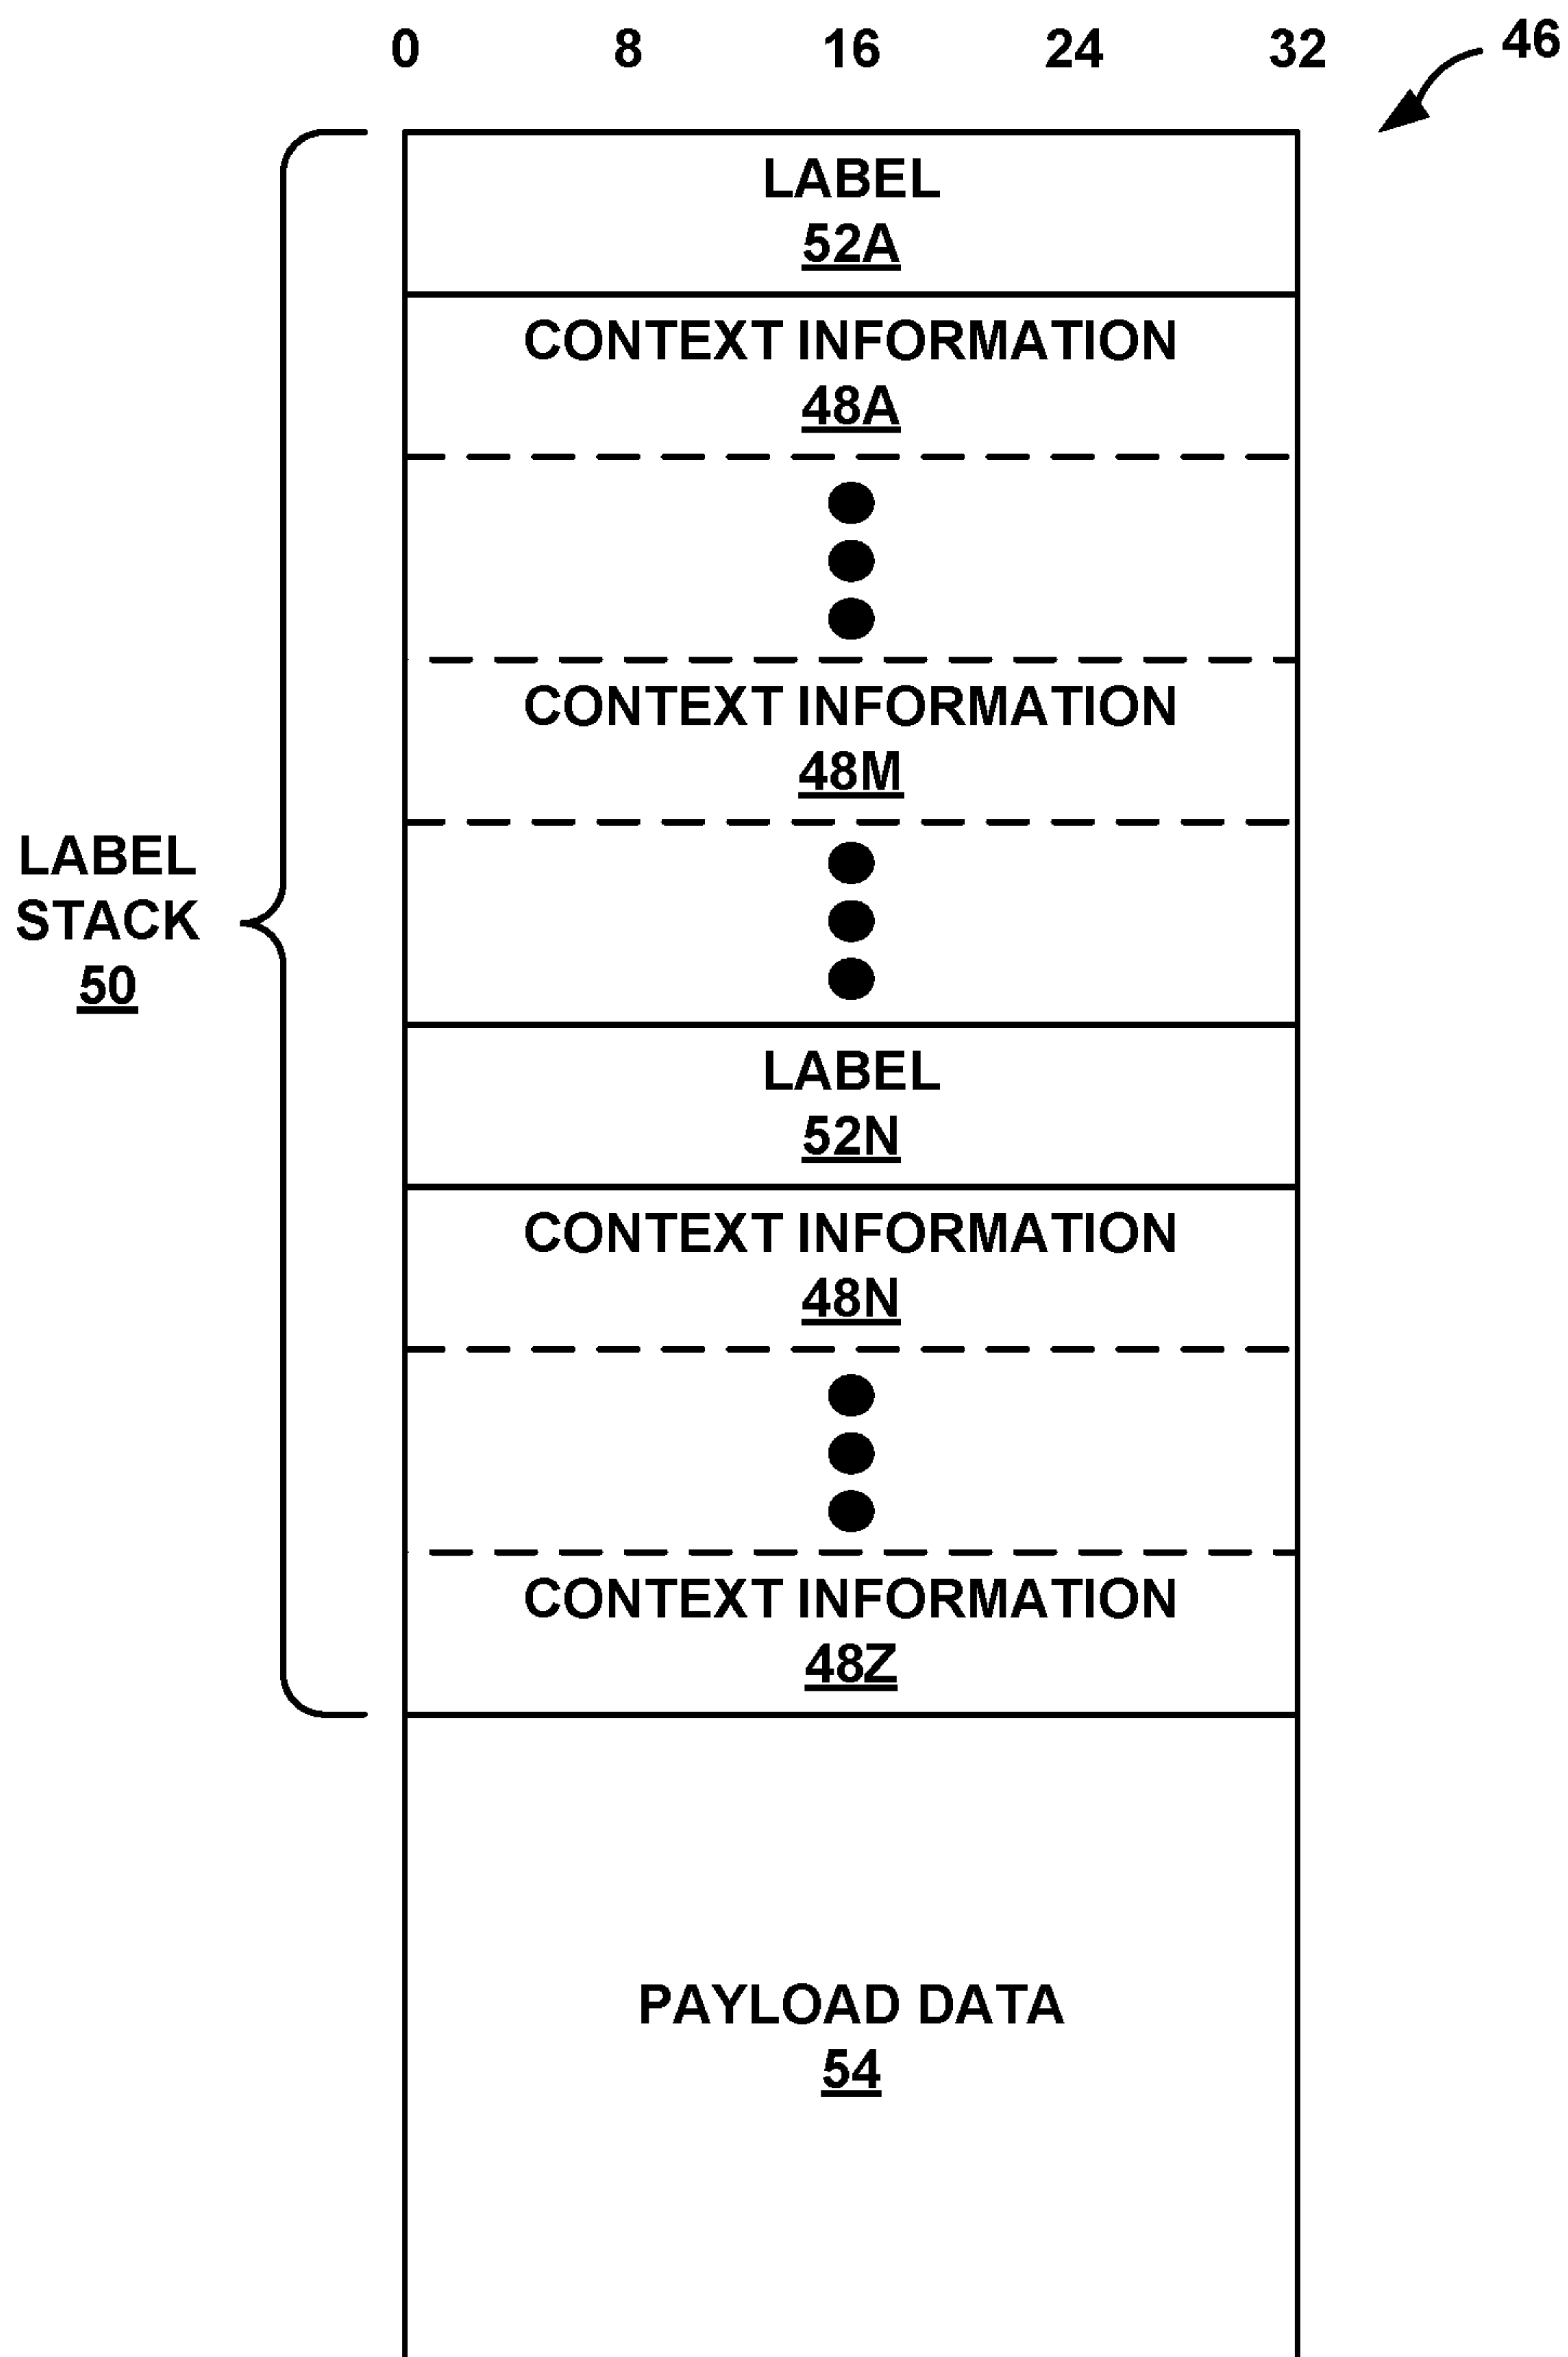 0 8 16 24 32
46
LABEL
52A
CONTEXT INFORMATION
48A
CONTEXT INFORMATION
48M
LABEL
STACK
50
LABEL
52N
CONTEXT INFORMATION
48N
CONTEXT INFORMATION
48Z
PAYLOAD DATA
54